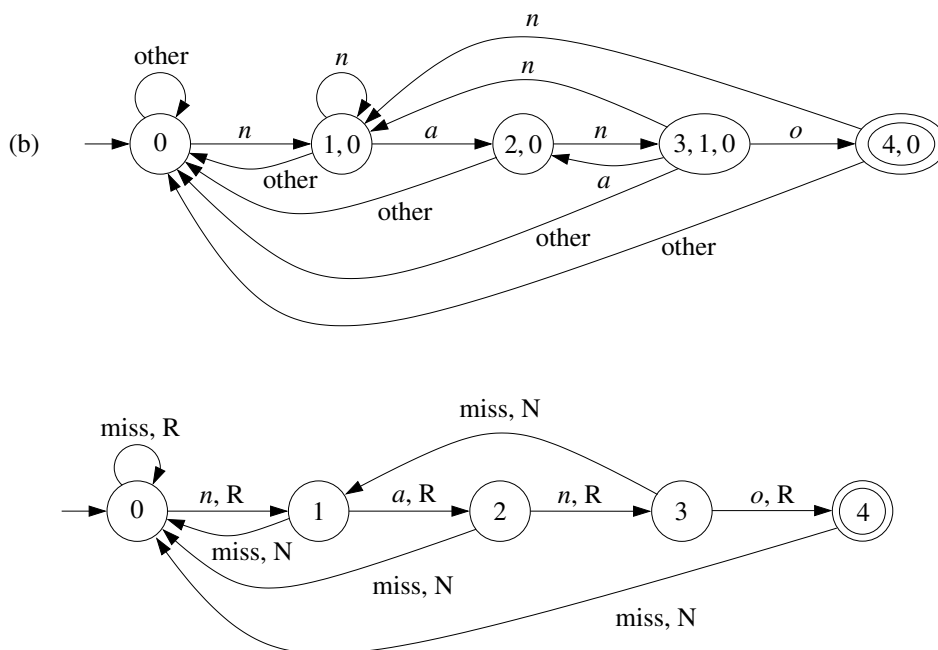 n
other n
n
(b) 0 n 1, 0 a 2, 0 n 3, 1, 0 o 4, 0
other a
other
other
other
miss, R miss, N
0 n, R 1 a, R 2 n, R 3 o, R 4
miss, N
miss, N
miss, N